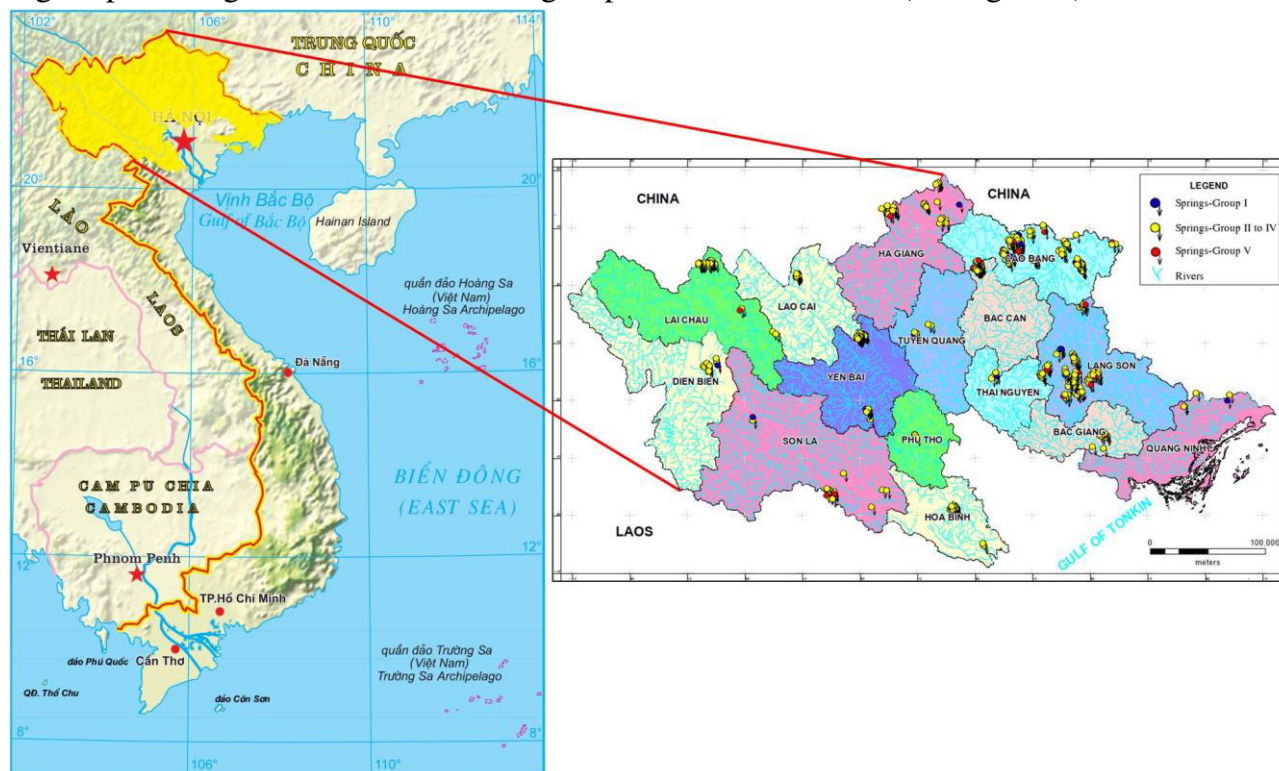 102°
106°
110°
114°
TRUNG QUỐC
CHINA
HÀ NỘI
20°
20°
Vịnh Bắc Bộ
Gulf of Bắc Bộ
Hainan Island
LÀO
Vientiane
LAOS
quần đảo Hoàng Sa
(Việt Nam)
Hoàng Sa Archipelago
THÁI LAN
THAILAND
16°
Đà Nẵng
16°
BIỂN ĐÔNG
(EAST SEA)
CAM PU CHIA
CAMBODIA
12°
12°
Phnom Penh
TP.Hồ Chí Minh
Cần Thơ
đảo Phú Quốc
QĐ. Thổ Chu
đảo Côn Sơn
quần đảo Trường Sa
(Việt Nam)
Trường Sa Archipelago
8°
8°
106°
110°
CHINA
CHINA
LEGEND
Springs-Group I
Springs-Group II to IV
Springs-Group V
Rivers
HA GIANG
CAO BANG
LAO CAI
LAI CHAU
BAC CAN
TUYEN QUANG
LANG SON
DIEN BIEN
YEN BAI
THAI NGUYEN
BAC GIANG
PHU THO
SON LA
QUANG NINH
HOA BINH
LAOS
GULF OF TONKIN
0
100,000
meters